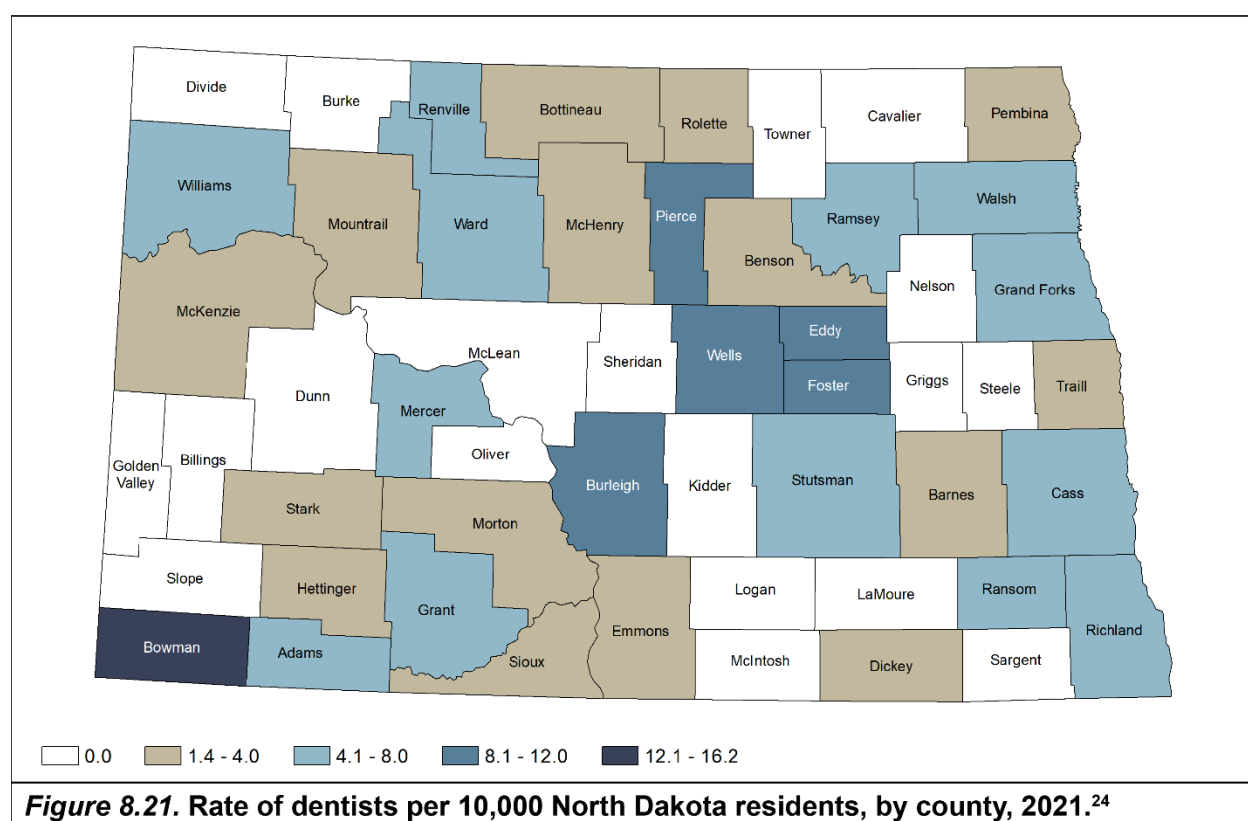 Divide
Burke
Renville
Bottineau
Rolette
Towner
Cavalier
Pembina
Williams
Mountrail
Ward
McHenry
Pierce
Benson
Ramsey
Walsh
McKenzie
Nelson
Grand Forks
Dunn
McLean
Sheridan
Wells
Eddy
Foster
Griggs
Steele
Traill
Golden
Valley
Billings
Mercer
Oliver
Burleigh
Kidder
Stutsman
Barnes
Cass
Stark
Morton
Slope
Hettinger
Grant
Emmons
Logan
LaMoure
Ransom
Richland
Bowman
Adams
Sioux
McIntosh
Dickey
Sargent
0.0 1.4 - 4.0 4.1 - 8.0 8.1 - 12.0 12.1 - 16.2
Figure 8.21. Rate of dentists per 10,000 North Dakota residents, by county, 2021.²⁴